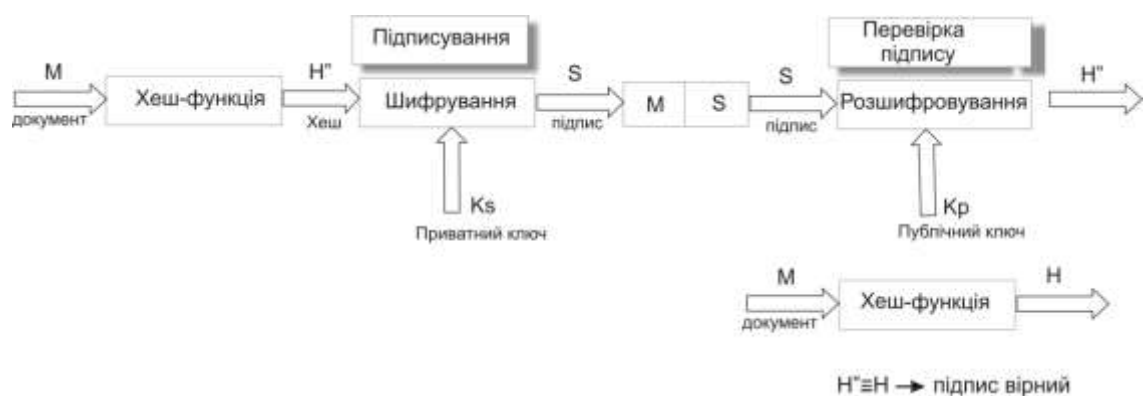 Підписування
Перевірка
підпису
M
H"
S
S
H"
Хеш-функція
Шифрування
M
S
Розшифровування
документ
Хеш
підпис
підпис
Ks
Приватний ключ
Kp
Публічний ключ
M
H
Хеш-функція
документ
H"≡H → підпис вірний